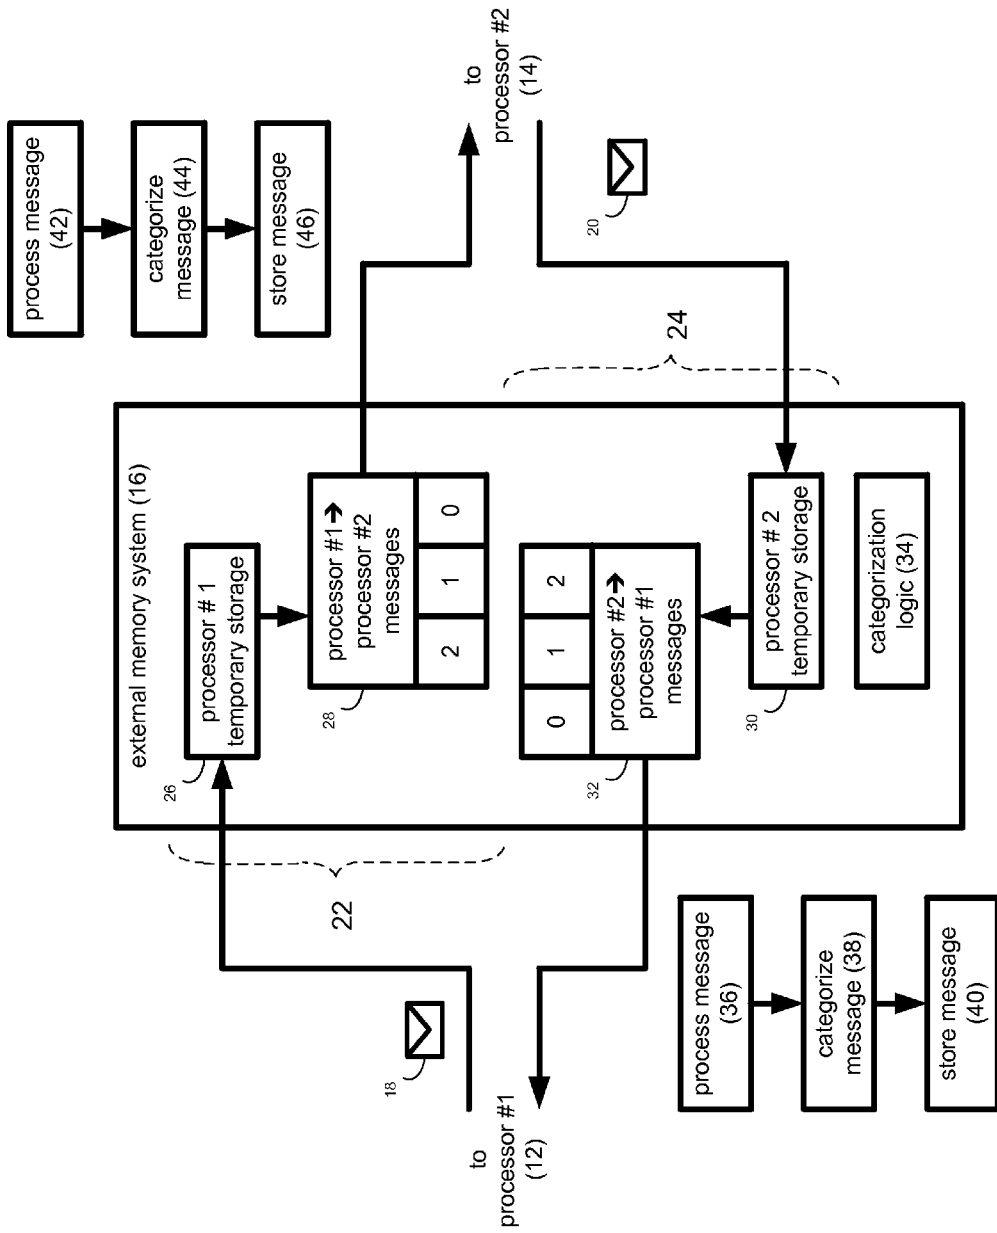 process message
(42)
categorize
message (44)
store message
(46)
to
processor #2
(14)
20
24
external memory system (16)
processor # 1
temporary storage
26
processor #1➔
processor #2
messages
2
1
0
28
0
1
2
processor #2➔
processor #1
messages
32
processor # 2
temporary storage
30
categorization
logic (34)
22
18
to
processor #1
(12)
process message
(36)
categorize
message (38)
store message
(40)